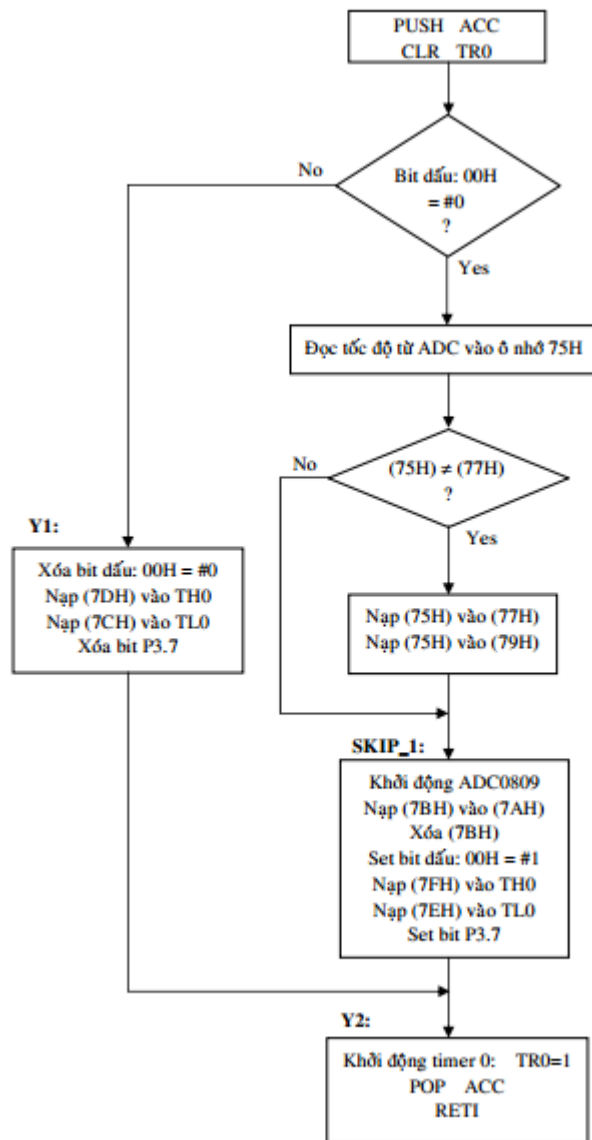 PUSH ACC
CLR TR0
No
Bit dấu: 00H
= #0
?
Yes
Đọc tốc độ từ ADC vào ô nhớ 75H
No
(75H) ≠ (77H)
?
Yes
Y1:
Xóa bit dấu: 00H = #0
Nạp (7DH) vào TH0
Nạp (7CH) vào TL0
Xóa bit P3.7
Nạp (75H) vào (77H)
Nạp (75H) vào (79H)
SKIP_1:
Khởi động ADC0809
Nạp (7BH) vào (7AH)
Xóa (7BH)
Set bit dấu: 00H = #1
Nạp (7FH) vào TH0
Nạp (7EH) vào TL0
Set bit P3.7
Y2:
Khởi động timer 0: TR0=1
POP ACC
RETI